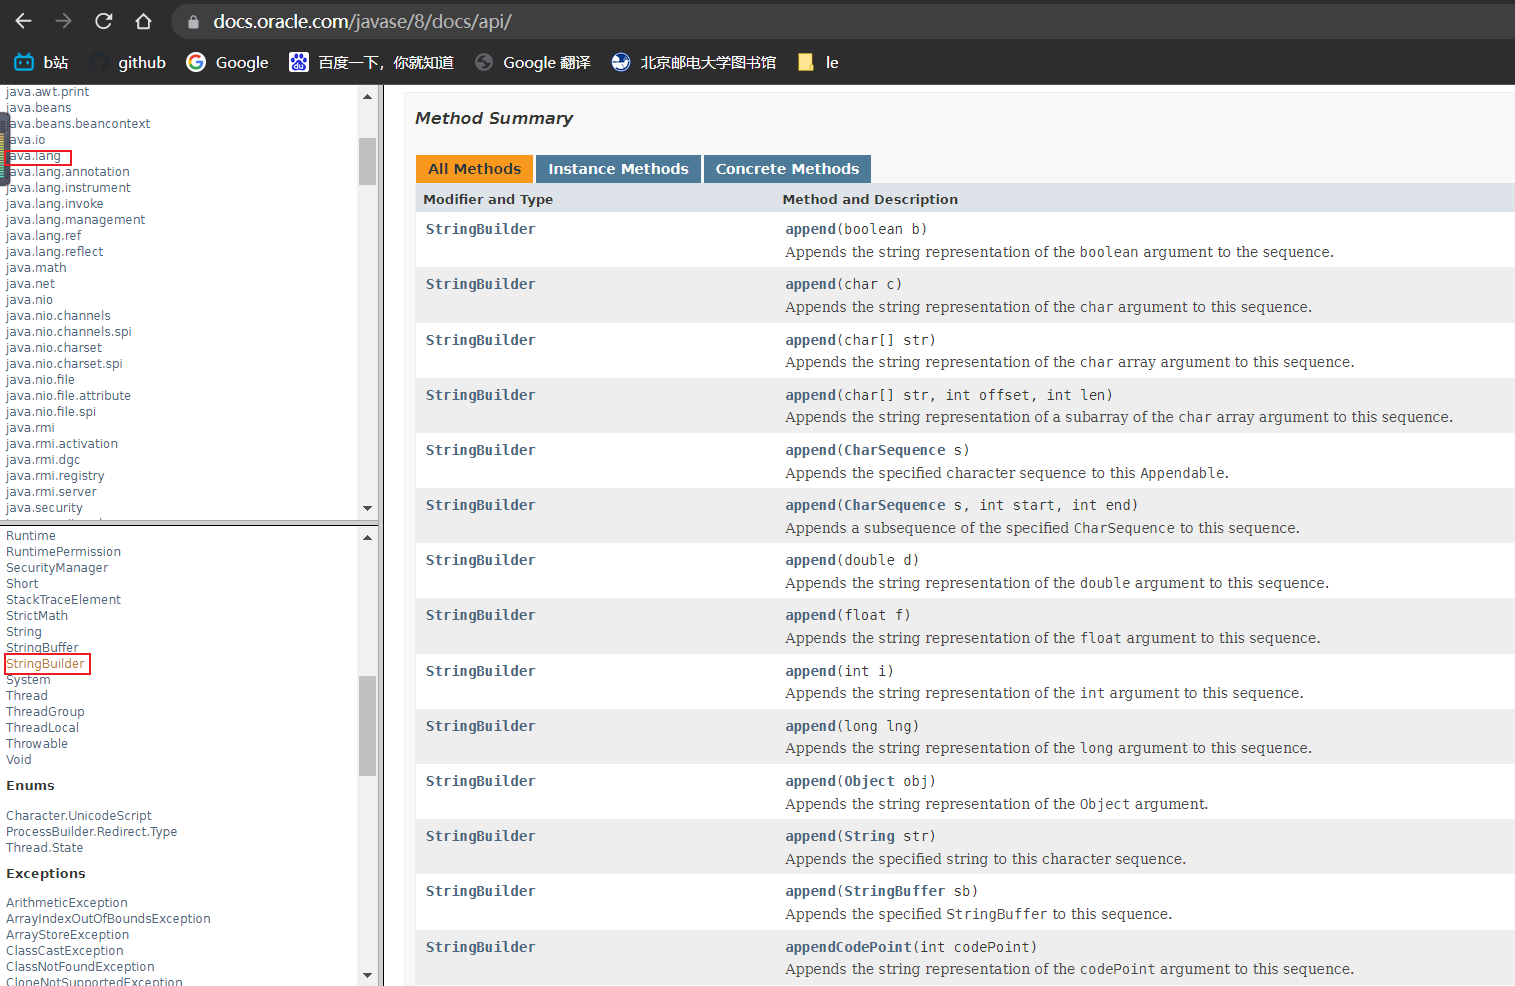 docs.oracle.com/javase/8/docs/api/
b站 github Google 百度一下，你就知道 Google 翻译 北京邮电大学图书馆 le
java.awt.print
java.beans
java.beans.beancontext
java.io
java.lang
java.lang.annotation
java.lang.instrument
java.lang.invoke
java.lang.management
java.lang.ref
java.lang.reflect
java.math
java.net
java.nio
java.nio.channels
java.nio.channels.spi
java.nio.charset
java.nio.charset.spi
java.nio.file
java.nio.file.attribute
java.nio.file.spi
java.rmi
java.rmi.activation
java.rmi.dgc
java.rmi.registry
java.rmi.server
java.security
Runtime
RuntimePermission
SecurityManager
Short
StackTraceElement
StrictMath
String
StringBuffer
StringBuilder
System
Thread
ThreadGroup
ThreadLocal
Throwable
Void
Enums
Character.UnicodeScript
ProcessBuilder.Redirect.Type
Thread.State
Exceptions
ArithmeticException
ArrayIndexOutOfBoundsException
ArrayStoreException
ClassCastException
ClassNotFoundException
CloneNotSupportedException
Method Summary
All Methods Instance Methods Concrete Methods
Modifier and Type Method and Description
StringBuilder append(boolean b)
Appends the string representation of the boolean argument to the sequence.
StringBuilder append(char c)
Appends the string representation of the char argument to this sequence.
StringBuilder append(char[] str)
Appends the string representation of the char array argument to this sequence.
StringBuilder append(char[] str, int offset, int len)
Appends the string representation of a subarray of the char array argument to this sequence.
StringBuilder append(CharSequence s)
Appends the specified character sequence to this Appendable.
StringBuilder append(CharSequence s, int start, int end)
Appends a subsequence of the specified CharSequence to this sequence.
StringBuilder append(double d)
Appends the string representation of the double argument to this sequence.
StringBuilder append(float f)
Appends the string representation of the float argument to this sequence.
StringBuilder append(int i)
Appends the string representation of the int argument to this sequence.
StringBuilder append(long lng)
Appends the string representation of the long argument to this sequence.
StringBuilder append(Object obj)
Appends the string representation of the Object argument.
StringBuilder append(String str)
Appends the specified string to this character sequence.
StringBuilder append(StringBuffer sb)
Appends the specified StringBuffer to this sequence.
StringBuilder appendCodePoint(int codePoint)
Appends the string representation of the codePoint argument to this sequence.